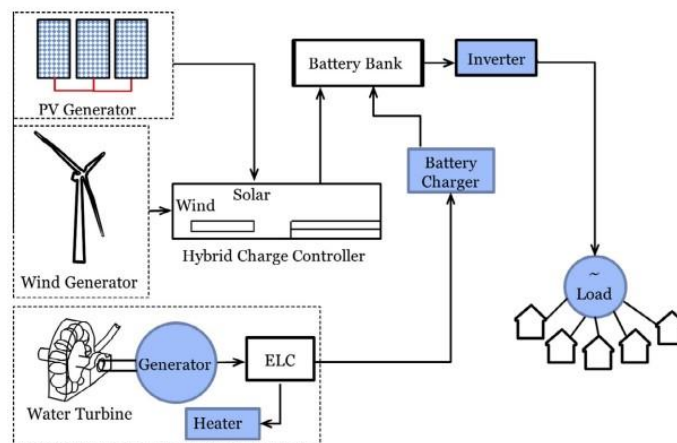 PV Generator
Battery Bank
Inverter
Battery
Charger
Solar
Wind
Hybrid Charge Controller
Wind Generator
~
Load
Generator
ELC
Water Turbine
Heater